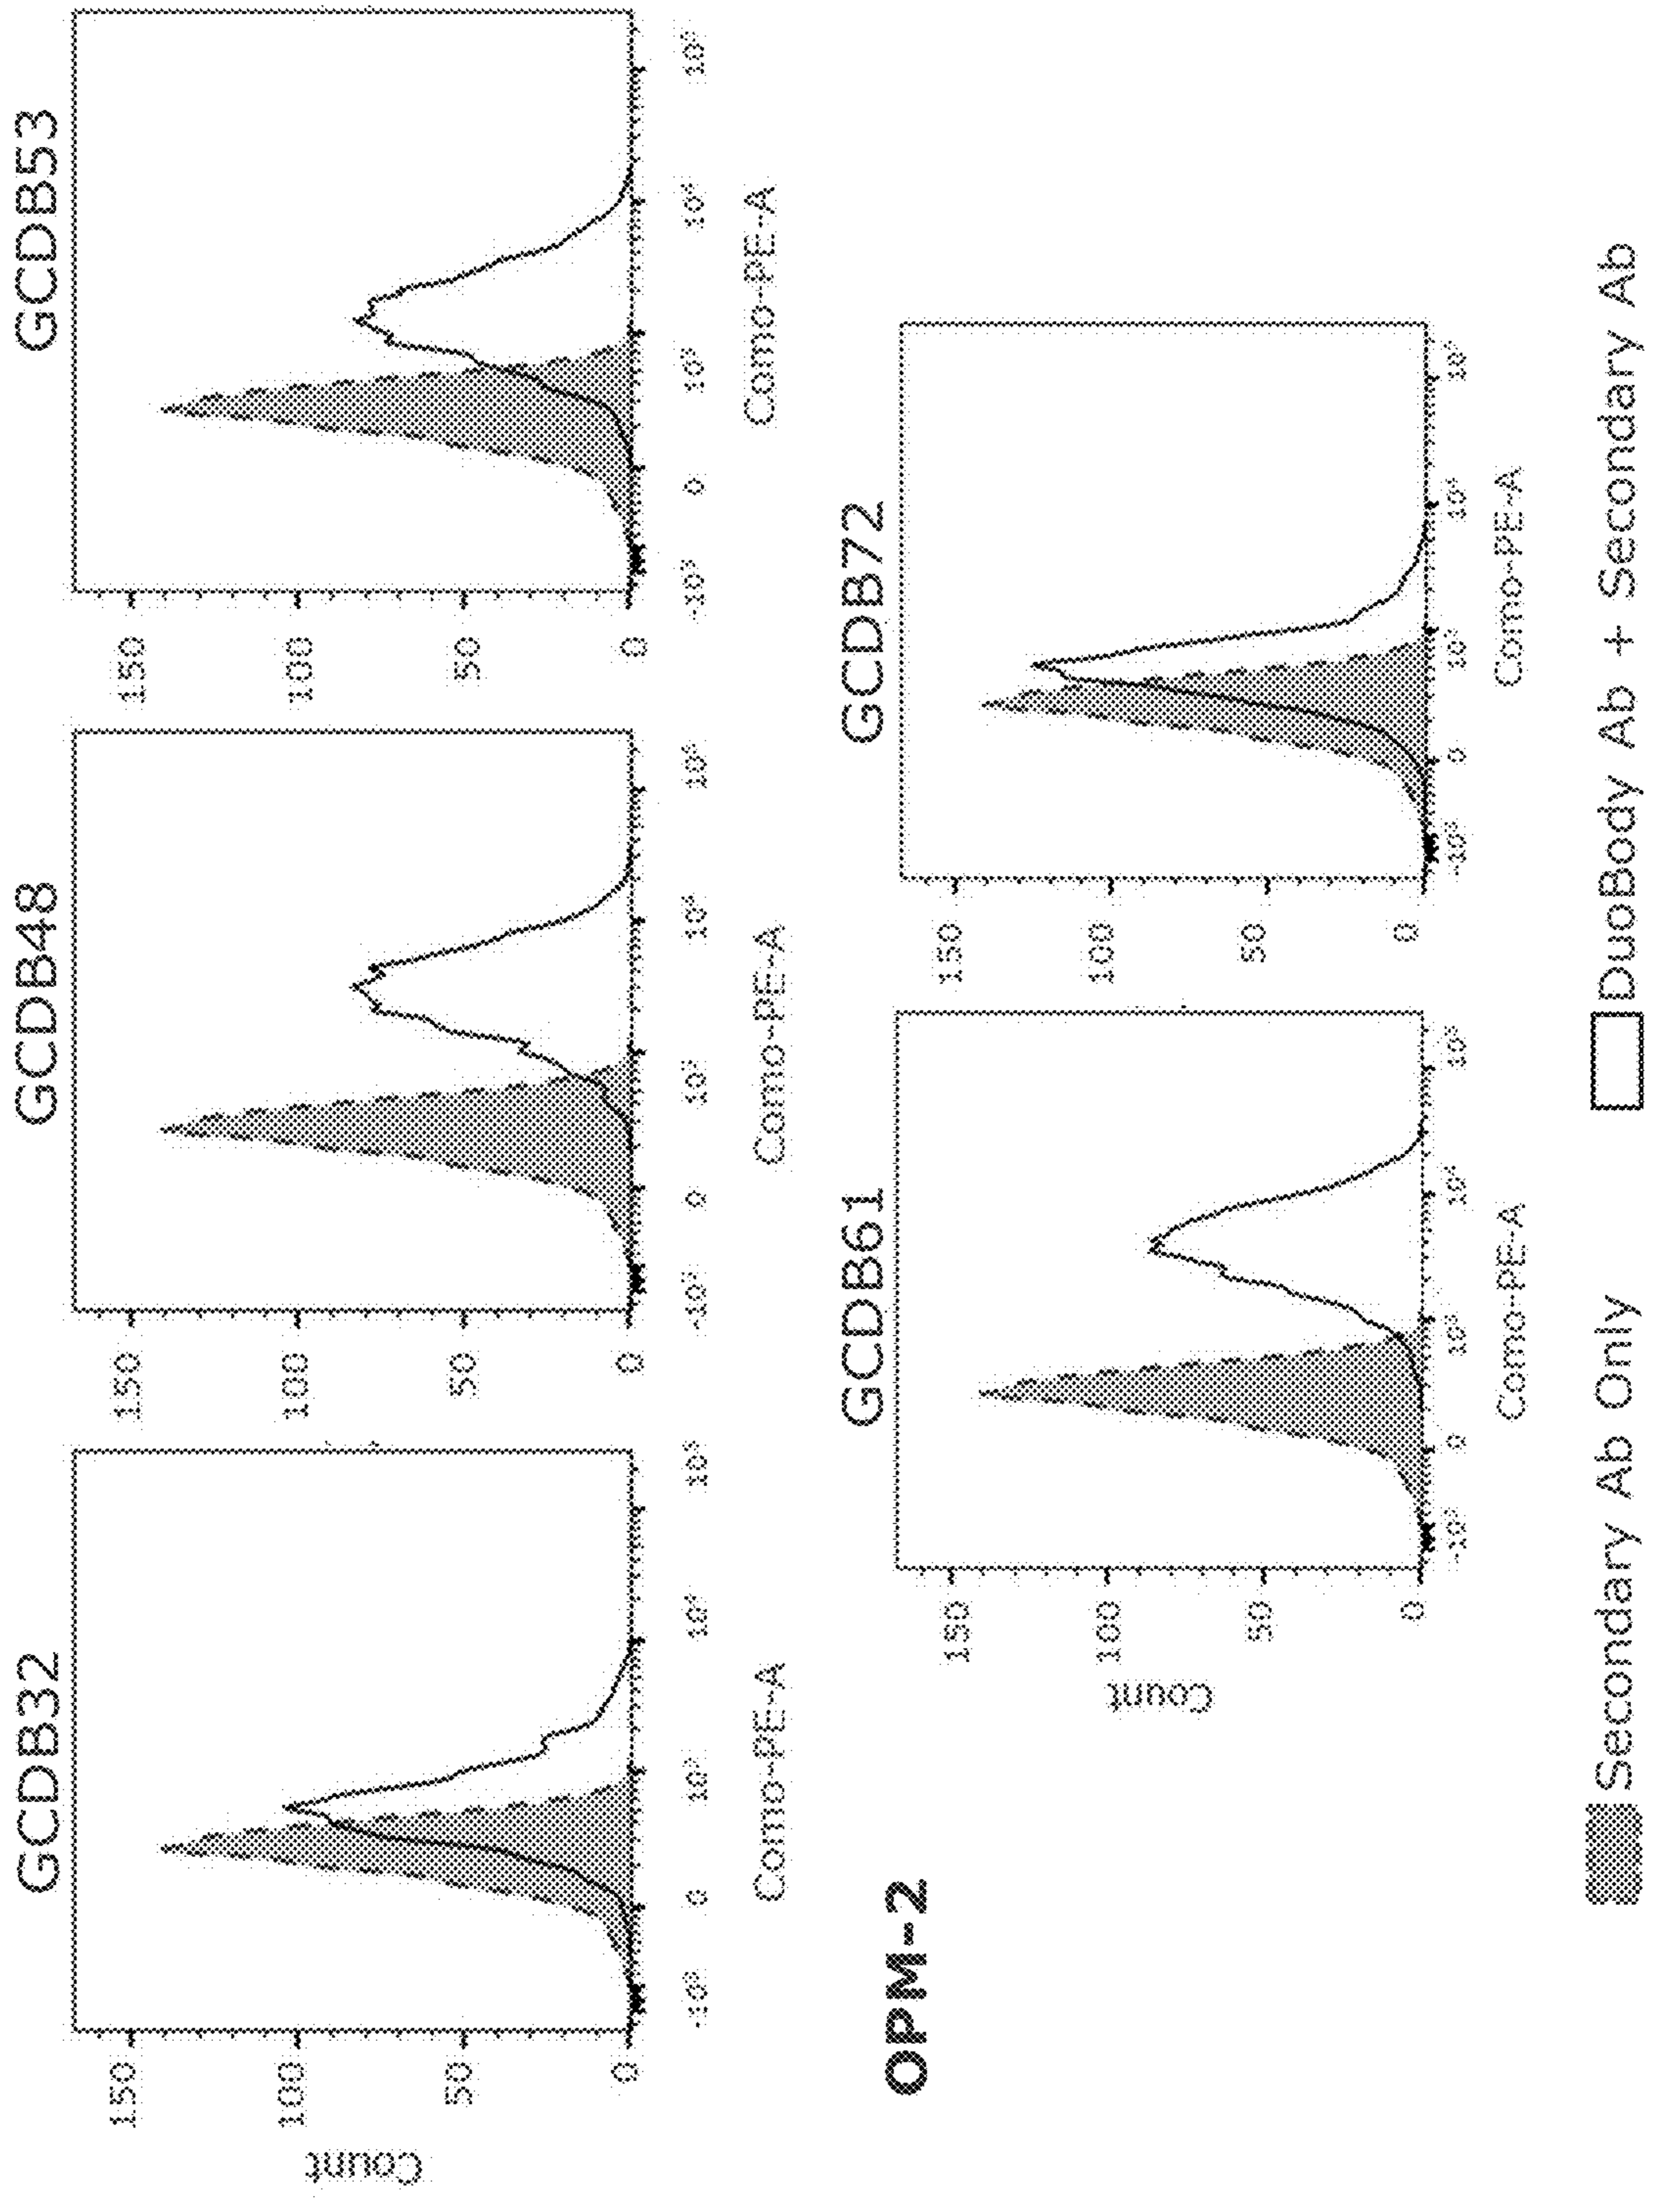 GCDB32 GCDB48 GCDB53
150 150 150
100 100 100
50 50 50
0 0 0
Count
-10³ 0 10³ 10⁴ 10⁵ -10³ 0 10³ 10⁴ 10⁵ -10³ 0 10³ 10⁴ 10⁵
Como-PE-A Como-PE-A Como-PE-A
OPM-2
GCDB61 GCDB72
150 150
100 100
50 50
0 0
Count
-10³ 0 10³ 10⁴ 10⁵ -10³ 0 10³ 10⁴ 10⁵
Como-PE-A Como-PE-A
Secondary Ab Only DuoBody Ab + Secondary Ab